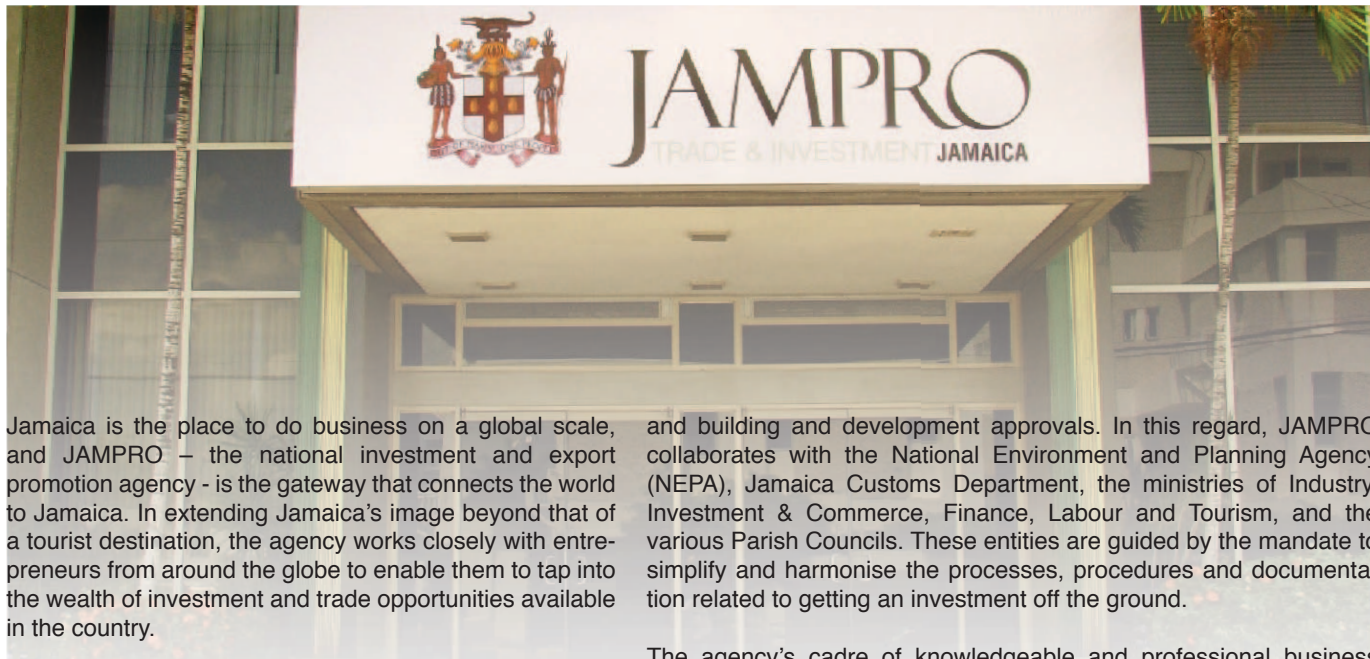 JAMPRO
TRADE & INVESTMENT JAMAICA
Jamaica is the place to do business on a global scale,
and JAMPRO – the national investment and export
promotion agency - is the gateway that connects the world
to Jamaica. In extending Jamaica's image beyond that of
a tourist destination, the agency works closely with entre-
preneurs from around the globe to enable them to tap into
the wealth of investment and trade opportunities available
in the country.
and building and development approvals. In this regard, JAMPRO
collaborates with the National Environment and Planning Agency
(NEPA), Jamaica Customs Department, the ministries of Industry
Investment & Commerce, Finance, Labour and Tourism, and the
various Parish Councils. These entities are guided by the mandate to
simplify and harmonise the processes, procedures and documenta
tion related to getting an investment off the ground.
The agency's cadre of knowledgeable and professional business